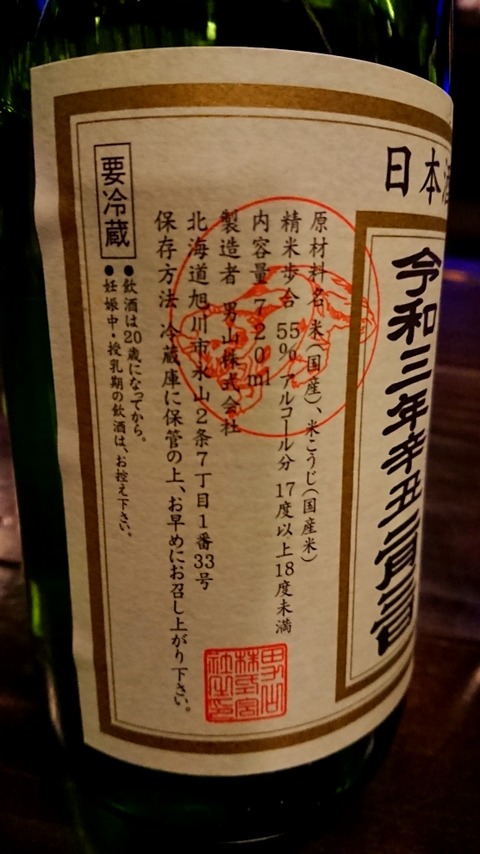 日本酒
令和三年辛丑二月三日
原材料名 米（国産）、米こうじ（国産米）
精米歩合 55% アルコール分 17度以上18度未満
内容量 720ml
製造者 男山株式会社
北海道旭川市永山2条7丁目1番33号
保存方法 冷蔵庫に保管の上、お早めにお召し上がり下さい。
要冷蔵
●飲酒は20歳になってから。
●妊娠中・授乳期の飲酒は、お控え下さい。